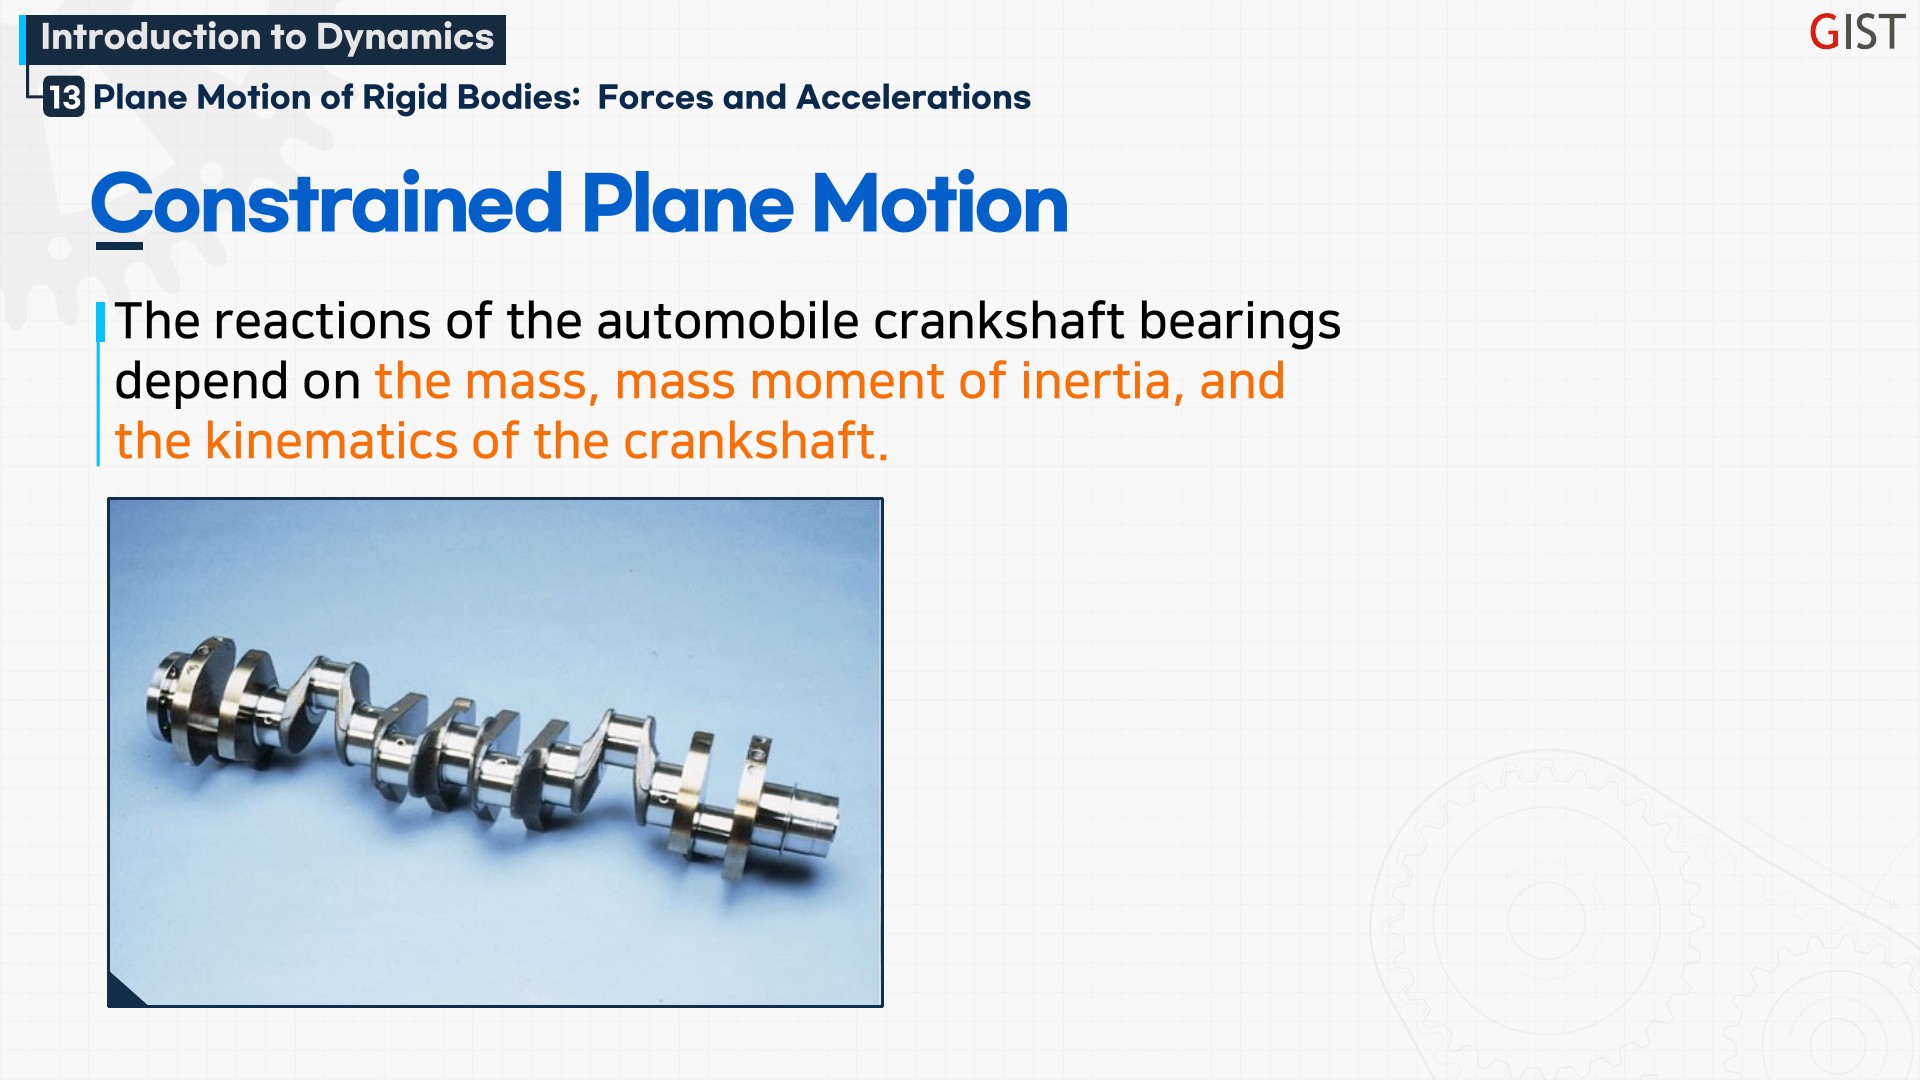 Introduction to Dynamics
GIST
13 Plane Motion of Rigid Bodies: Forces and Accelerations
Constrained Plane Motion
The reactions of the automobile crankshaft bearings
depend on the mass, mass moment of inertia, and
the kinematics of the crankshaft.